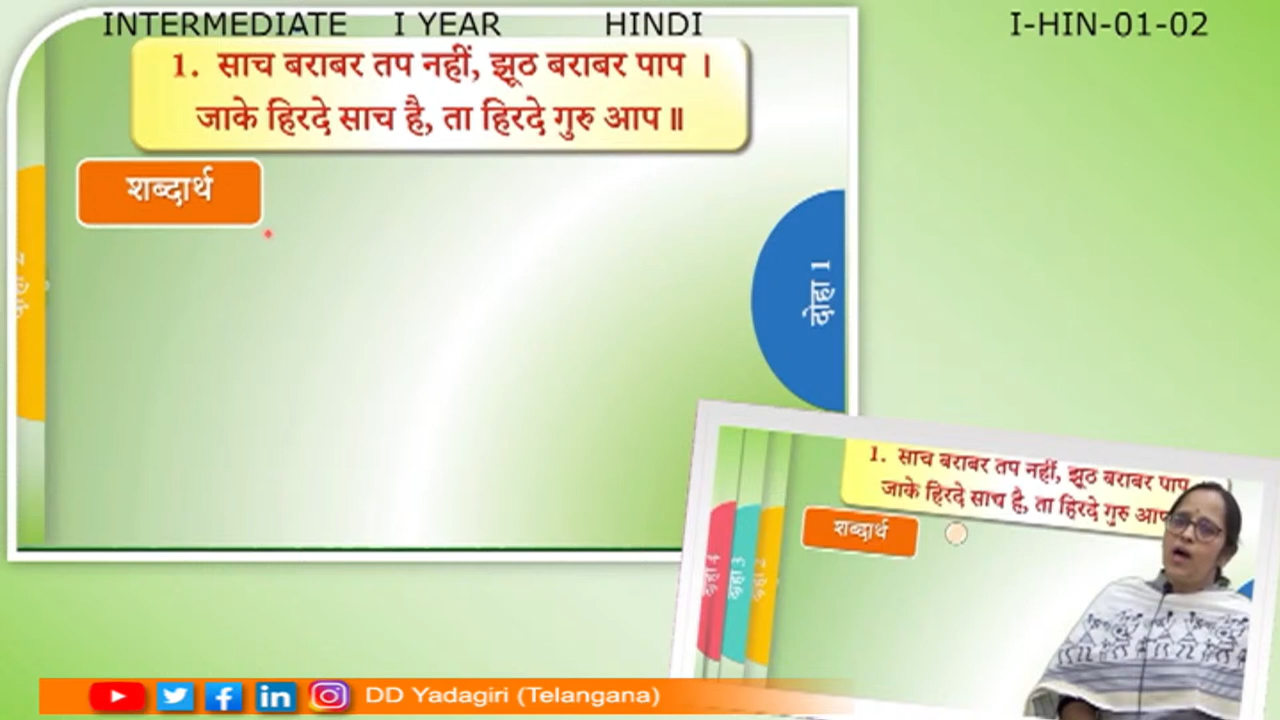 INTERMEDIATE I YEAR HINDI I-HIN-01-02
1. साच बराबर तप नहीं, झूठ बराबर पाप ।
जाके हिरदे साच है, ता हिरदे गुरु आप ॥
शब्दार्थ
दोहा 1
1. साच बराबर तप नहीं, झूठ बराबर पाप
जाके हिरदे साच है, ता हिरदे गुरु आप
शब्दार्थ
दोहा 4
दोहा 3
दोहा 2
DD Yadagiri (Telangana)